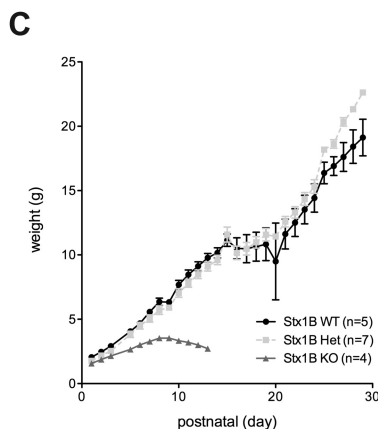 C
25
20
15
10
5
0
weight (g)
Stx1B WT (n=5)
Stx1B Het (n=7)
Stx1B KO (n=4)
0 10 20 30
postnatal (day)